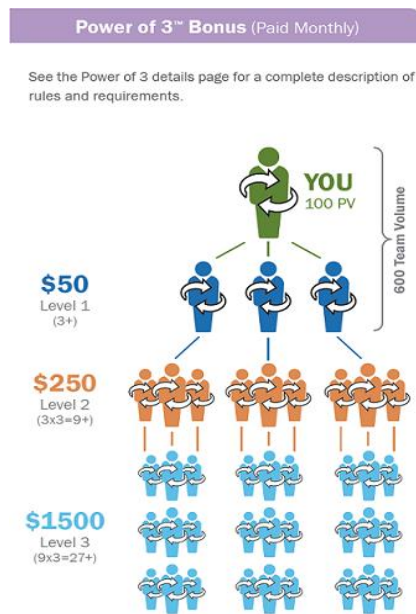 Power of 3™ Bonus (Paid Monthly)
See the Power of 3 details page for a complete description of
rules and requirements.
YOU
100 PV
600 Team Volume
$50
Level 1
(3+)
$250
Level 2
(3x3=9+)
$1500
Level 3
(9x3=27+)